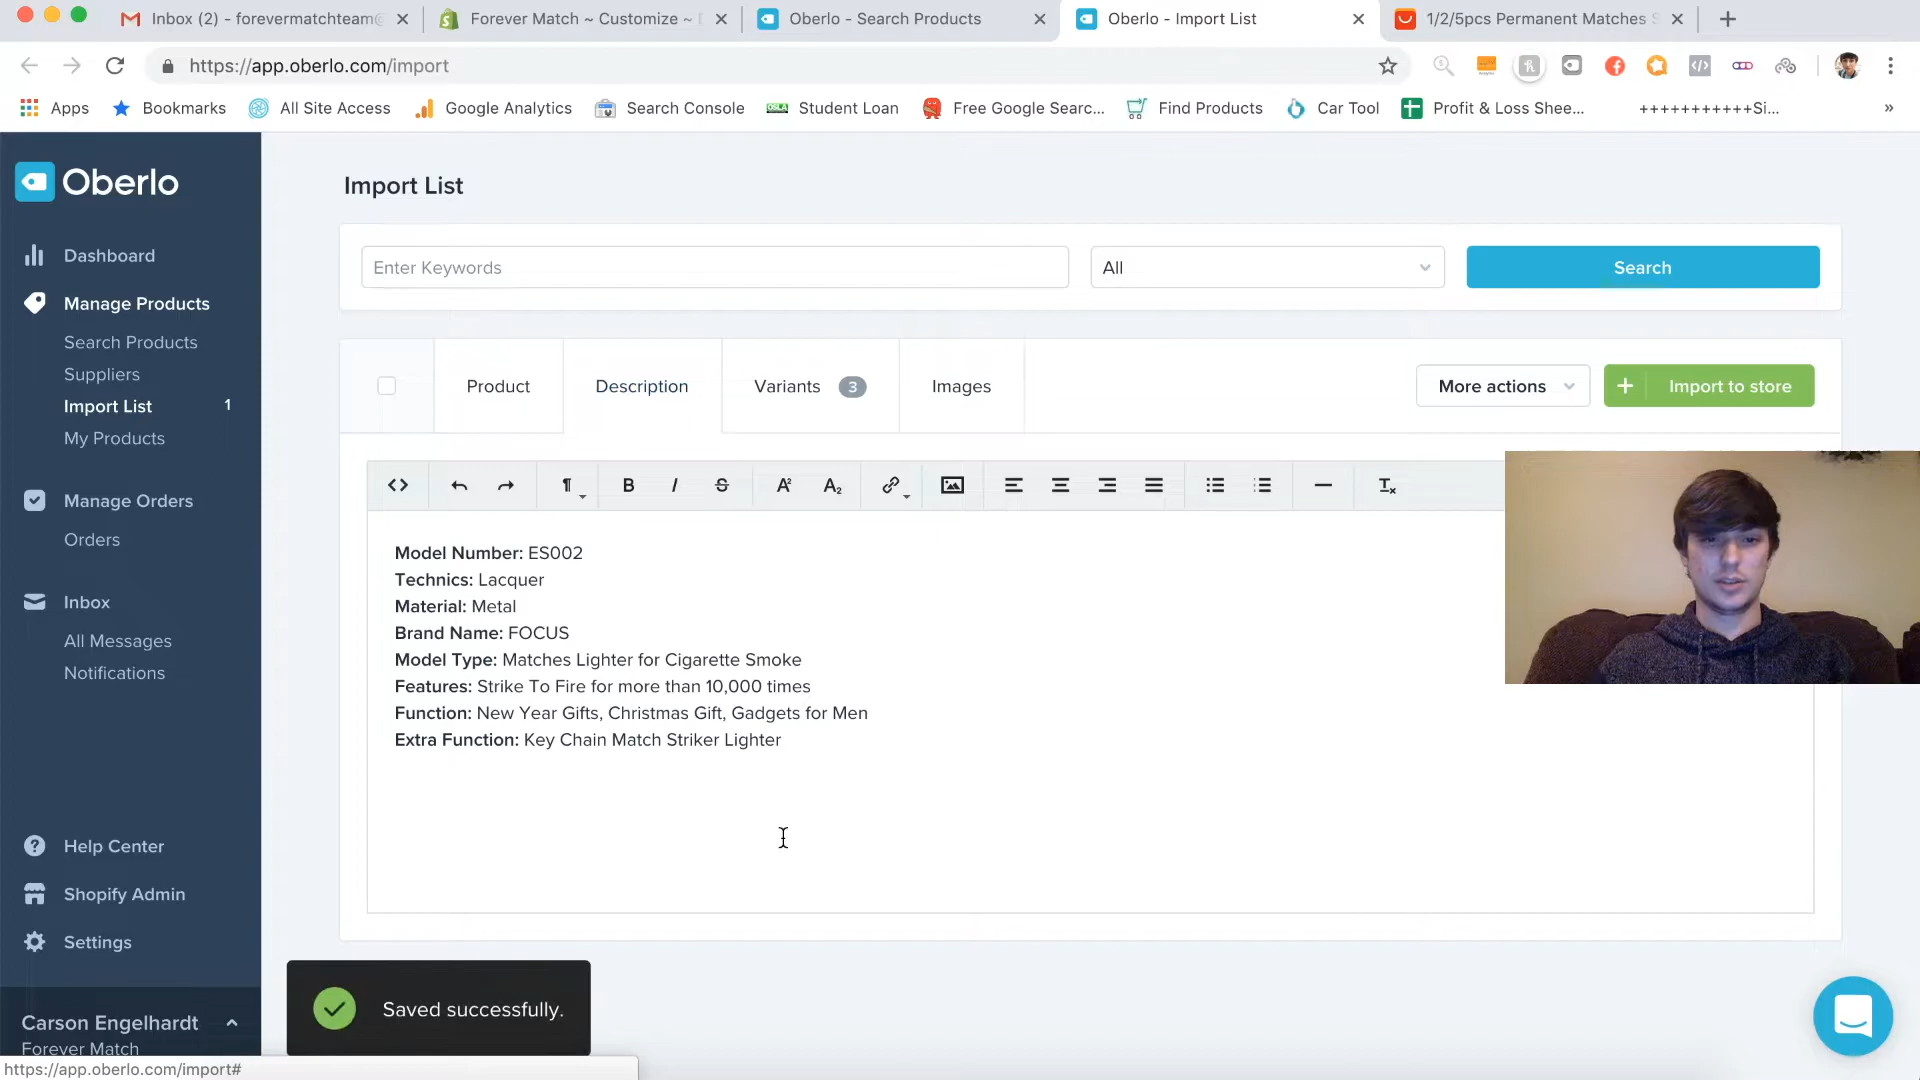 Inbox (2) - forevermatchteam@
Forever Match ~ Customize ~
Oberlo - Search Products
Oberlo - Import List
1/2/5pcs Permanent Matches S
https://app.oberlo.com/import
Apps
Bookmarks
All Site Access
Google Analytics
Search Console
Student Loan
Free Google Searc...
Find Products
Car Tool
Profit & Loss Shee...
+++++++++++Si...
»
Oberlo
Dashboard
Manage Products
Search Products
Suppliers
Import List 1
My Products
Manage Orders
Orders
Inbox
All Messages
Notifications
Help Center
Shopify Admin
Settings
Carson Engelhardt
Forever Match
https://app.oberlo.com/import#
Import List
Enter Keywords
All
Search
Product
Description
Variants 3
Images
More actions
+ Import to store
Model Number: ES002
Technics: Lacquer
Material: Metal
Brand Name: FOCUS
Model Type: Matches Lighter for Cigarette Smoke
Features: Strike To Fire for more than 10,000 times
Function: New Year Gifts, Christmas Gift, Gadgets for Men
Extra Function: Key Chain Match Striker Lighter
Saved successfully.